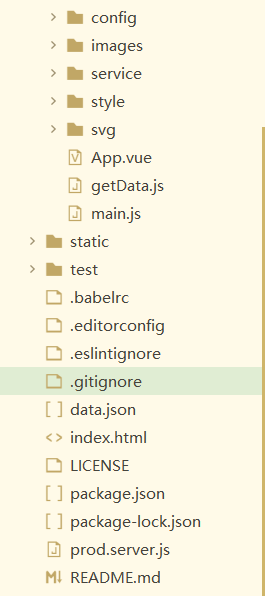 config
images
service
style
svg
App.vue
getData.js
main.js
static
test
.babelrc
.editorconfig
.eslintignore
.gitignore
data.json
index.html
LICENSE
package.json
package-lock.json
prod.server.js
README.md